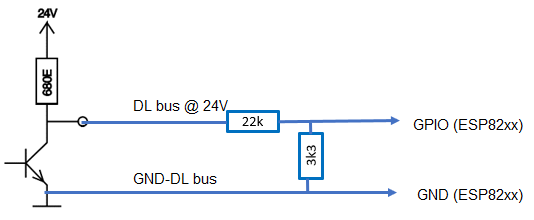 24V
680E
DL bus @ 24V
22k
GPIO (ESP82xx)
3k3
GND-DL bus
GND (ESP82xx)